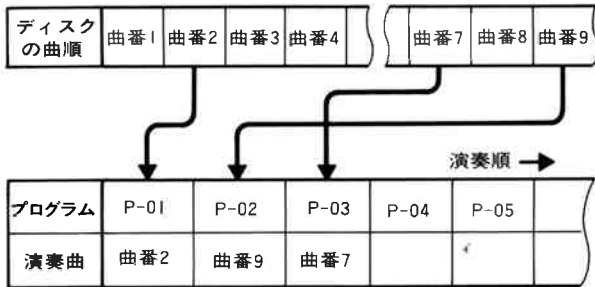 ディスクの曲順 曲番1 曲番2 曲番3 曲番4 曲番7 曲番8 曲番9
演奏順
プログラム P-01 P-02 P-03 P-04 P-05
演奏曲 曲番2 曲番9 曲番7